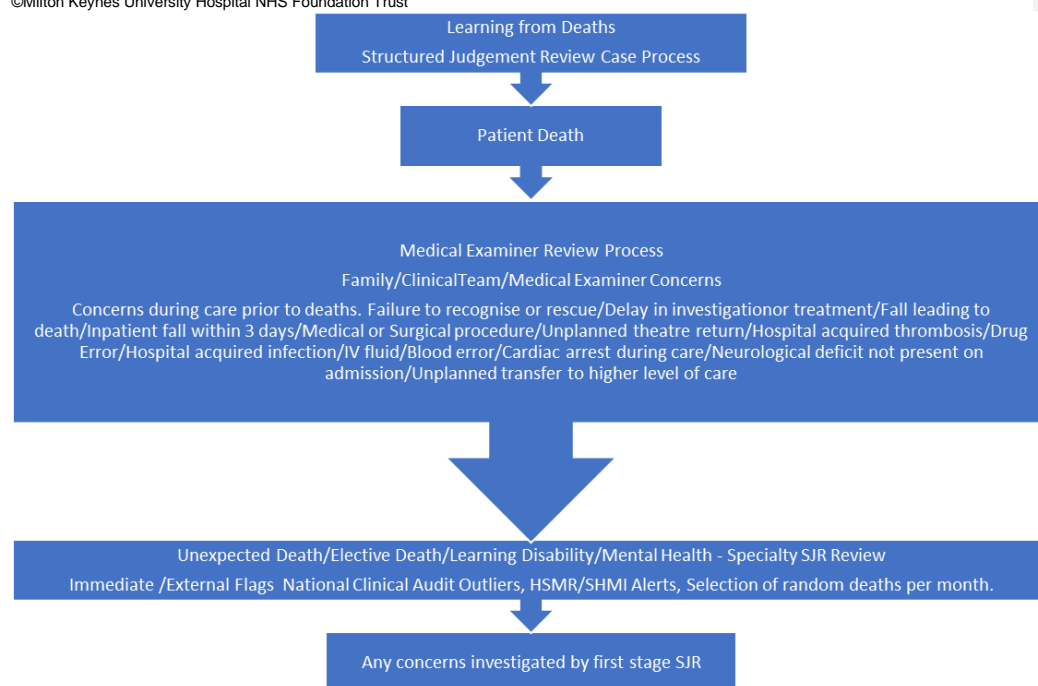 ©Milton Keynes University Hospital NHS Foundation Trust
Learning from Deaths
Structured Judgement Review Case Process
Patient Death
Medical Examiner Review Process
Family/ClinicalTeam/Medical Examiner Concerns
Concerns during care prior to deaths. Failure to recognise or rescue/Delay in investigationor treatment/Fall leading to
death/Inpatient fall within 3 days/Medical or Surgical procedure/Unplanned theatre return/Hospital acquired thrombosis/Drug
Error/Hospital acquired infection/IV fluid/Blood error/Cardiac arrest during care/Neurological deficit not present on
admission/Unplanned transfer to higher level of care
Unexpected Death/Elective Death/Learning Disability/Mental Health - Specialty SJR Review
Immediate /External Flags  National Clinical Audit Outliers, HSMR/SHMI Alerts, Selection of random deaths per month.
Any concerns investigated by first stage SJR